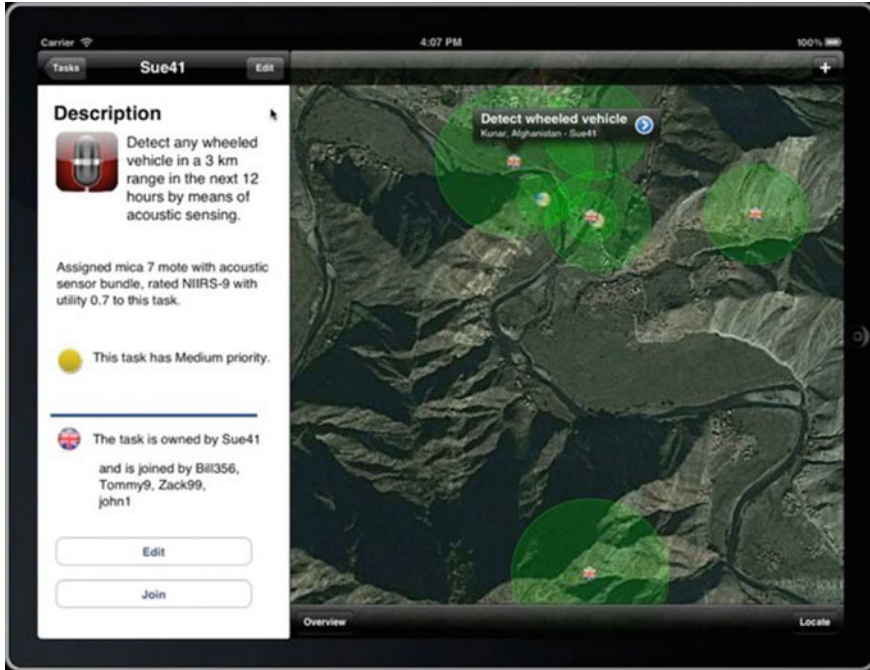 Carrier
4:07 PM
100%
Tasks
Sue41
Edit
+
Description
Detect any wheeled
vehicle in a 3 km
range in the next 12
hours by means of
acoustic sensing.
Assigned mica 7 mote with acoustic
sensor bundle, rated NIIRS-9 with
utility 0.7 to this task.
This task has Medium priority.
The task is owned by Sue41
and is joined by Bill356,
Tommy9, Zack99,
john1
Edit
Join
Detect wheeled vehicle
Kunar, Afghanistan - Sue41
Overview
Locate